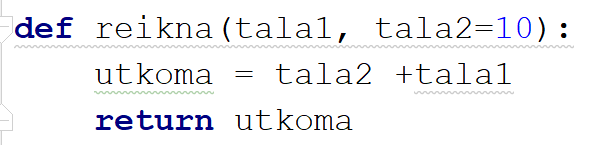 def reikna(tala1, tala2=10):
    utkoma = tala2 +tala1
    return utkoma